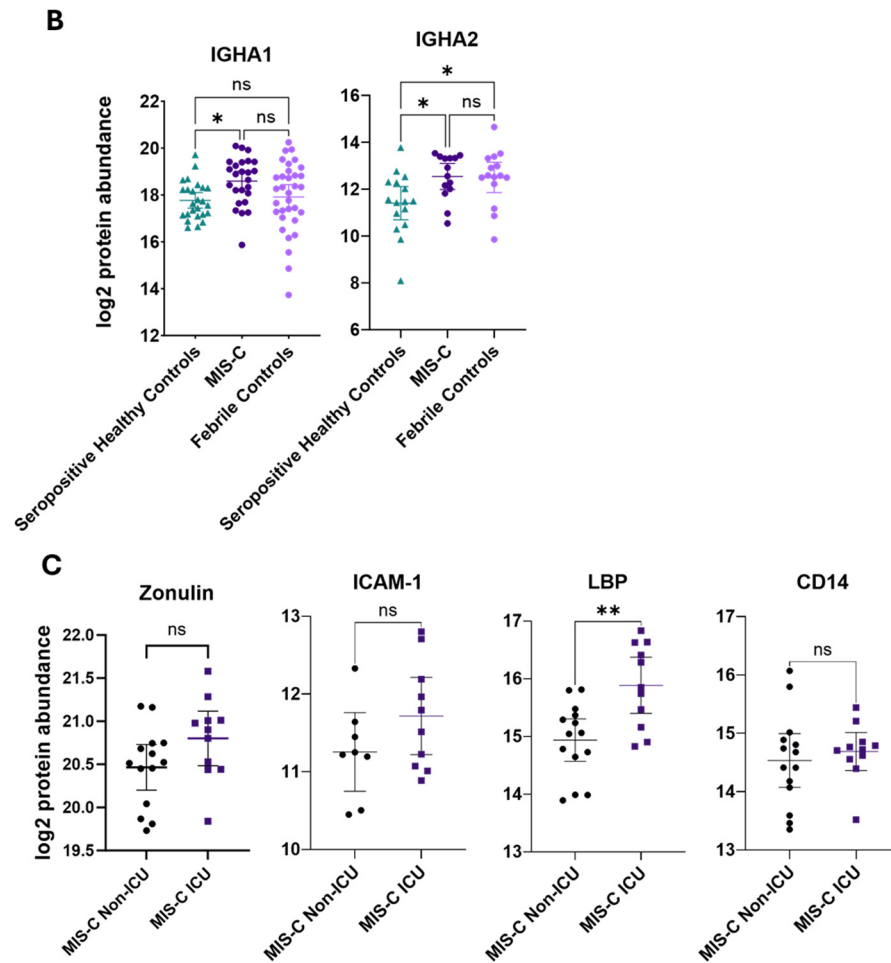 B
IGHA1
IGHA2
ns
*
ns
*
*
ns
log2 protein abundance
22
20
18
16
14
12
16
14
12
10
8
6
Seropositive Healthy Controls
MIS-C
Febrile Controls
Seropositive Healthy Controls
MIS-C
Febrile Controls
C
Zonulin
ICAM-1
LBP
CD14
ns
ns
**
ns
log2 protein abundance
22.0
21.5
21.0
20.5
20.0
19.5
13
12
11
10
17
16
15
14
13
17
16
15
14
13
MIS-C Non-ICU
MIS-C ICU
MIS-C Non-ICU
MIS-C ICU
MIS-C Non-ICU
MIS-C ICU
MIS-C Non-ICU
MIS-C ICU